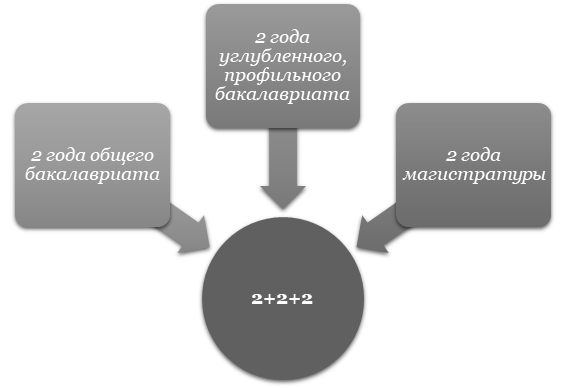 2 года общего
бакалавриата
2 года
углубленного,
профильного
бакалавриата
2 года
магистратуры
2+2+2